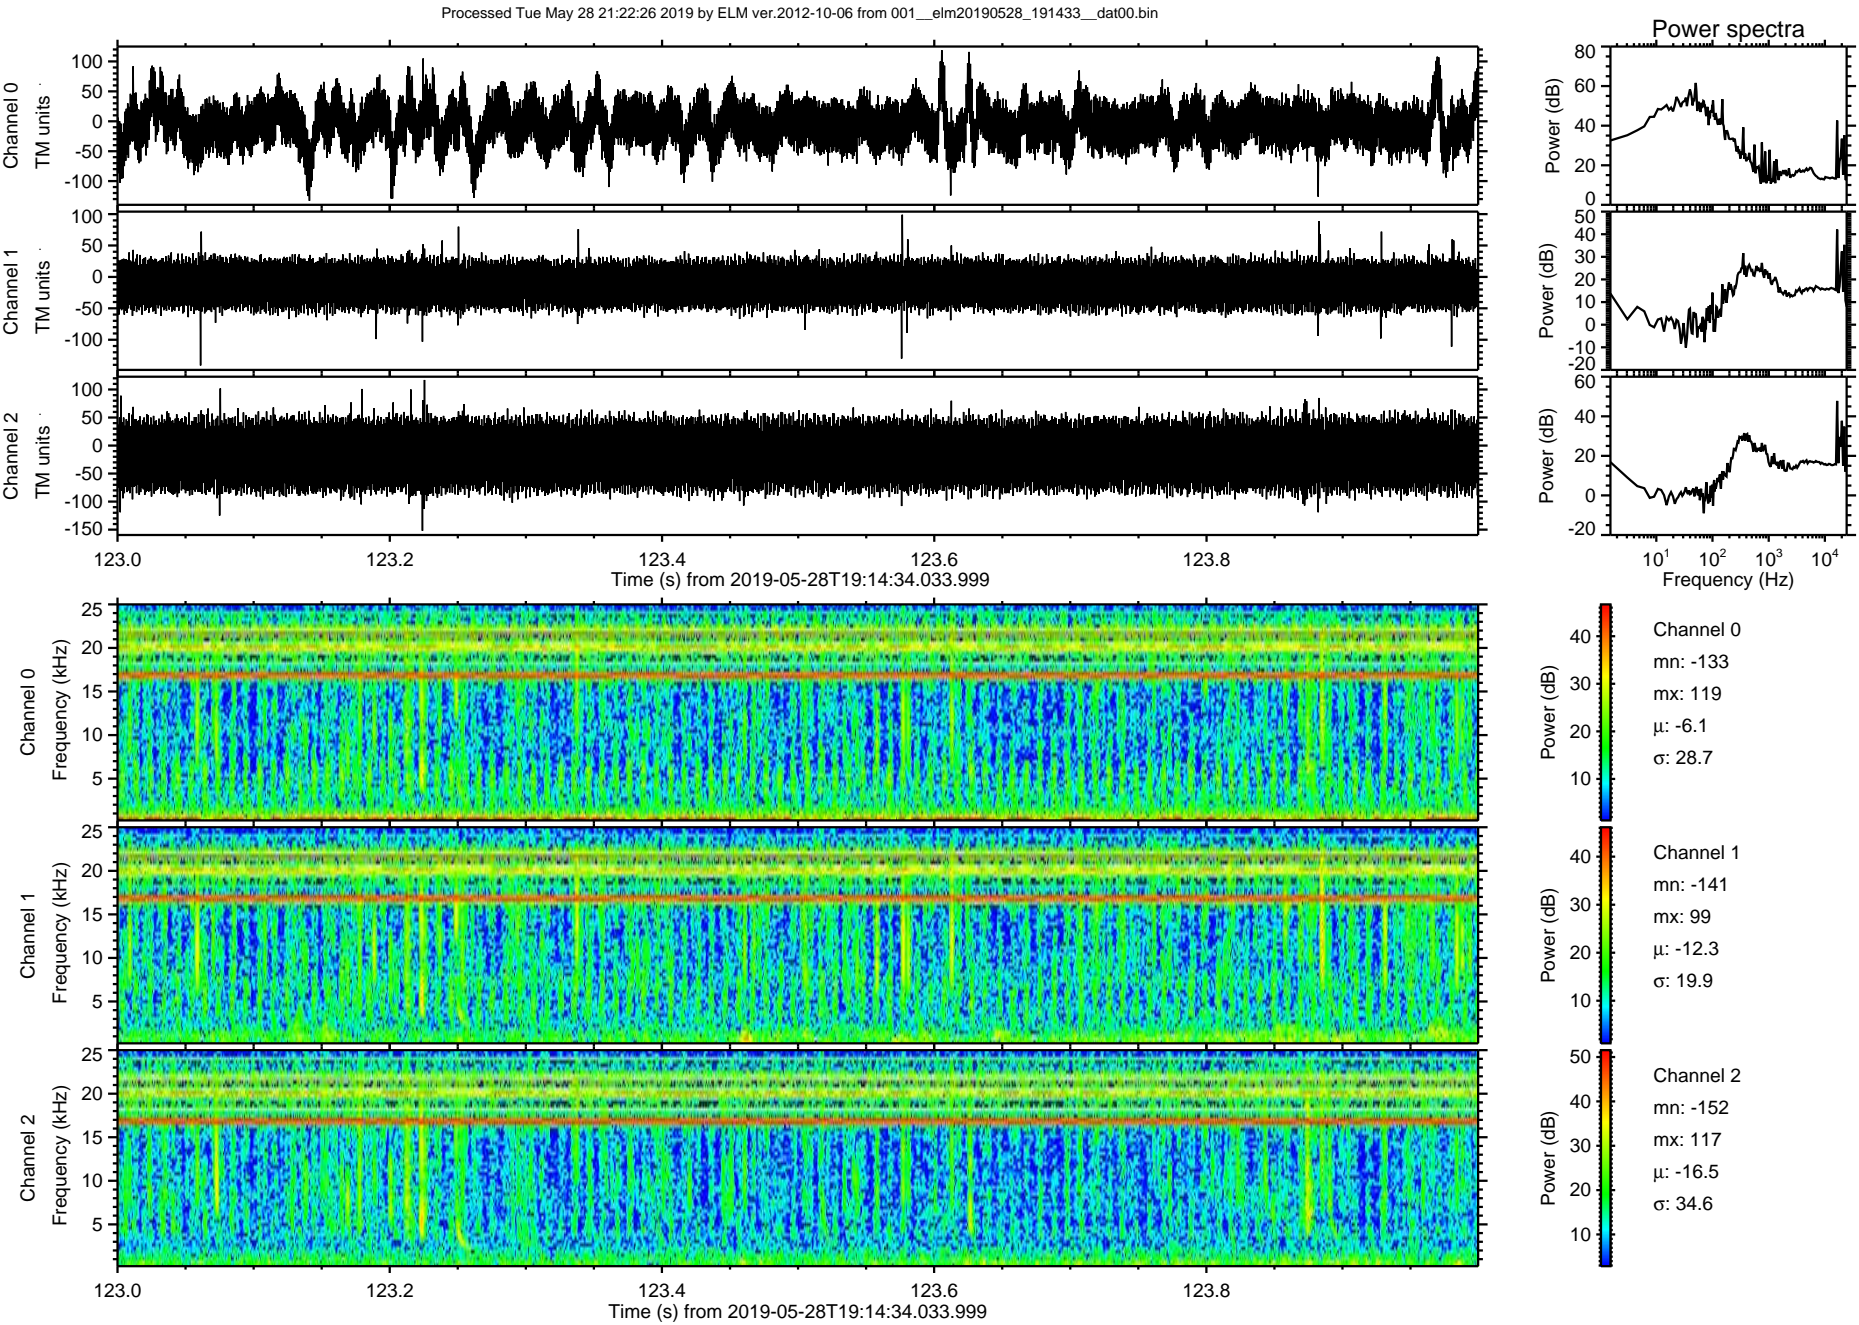 Processed Tue May 28 21:22:26 2019 by ELM ver.2012-10-06 from 001__elm20190528_191433__dat00.bin
Power spectra
Channel 0
TM units
100
50
0
-50
-100
Power (dB)
80
60
40
20
0
Channel 1
TM units
100
50
0
-50
-100
Power (dB)
50
40
30
20
10
0
-10
-20
Channel 2
TM units
100
50
0
-50
-100
-150
Power (dB)
60
40
20
0
-20
123.0 123.2 123.4 123.6 123.8
Time (s) from 2019-05-28T19:14:34.033.999
10¹ 10² 10³ 10⁴
Frequency (Hz)
Channel 0
Frequency (kHz)
25
20
15
10
5
Power (dB)
40
30
20
10
Channel 0
mn: -133
mx: 119
μ: -6.1
σ: 28.7
Channel 1
Frequency (kHz)
25
20
15
10
5
Power (dB)
40
30
20
10
Channel 1
mn: -141
mx: 99
μ: -12.3
σ: 19.9
Channel 2
Frequency (kHz)
25
20
15
10
5
Power (dB)
50
40
30
20
10
Channel 2
mn: -152
mx: 117
μ: -16.5
σ: 34.6
123.0 123.2 123.4 123.6 123.8
Time (s) from 2019-05-28T19:14:34.033.999